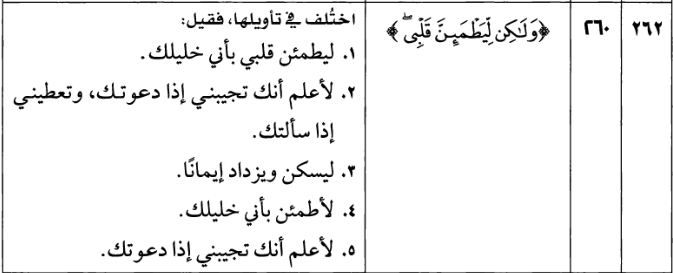 ٢٦٢ ٢٦٠ ﴿وَلَٰكِن لِّيَطْمَئِنَّ قَلْبِى ۖ﴾ اختُلف في تأويلها، فقيل:
١. ليطمئن قلبي بأني خليلك.
٢. لأعلم أنك تجيبني إذا دعوتك، وتعطيني
إذا سألتك.
٣. ليسكن ويزداد إيمانًا.
٤. لأطمئن بأني خليلك.
٥. لأعلم أنك تجيبني إذا دعوتك.